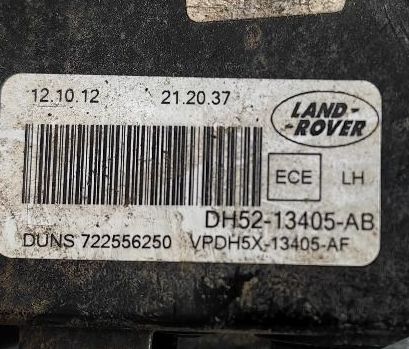 12.10.12 21.20.37
LAND-
-ROVER
ECE LH
DH52-13405-AB
DUNS 722556250 VPDH5X-13405-AF